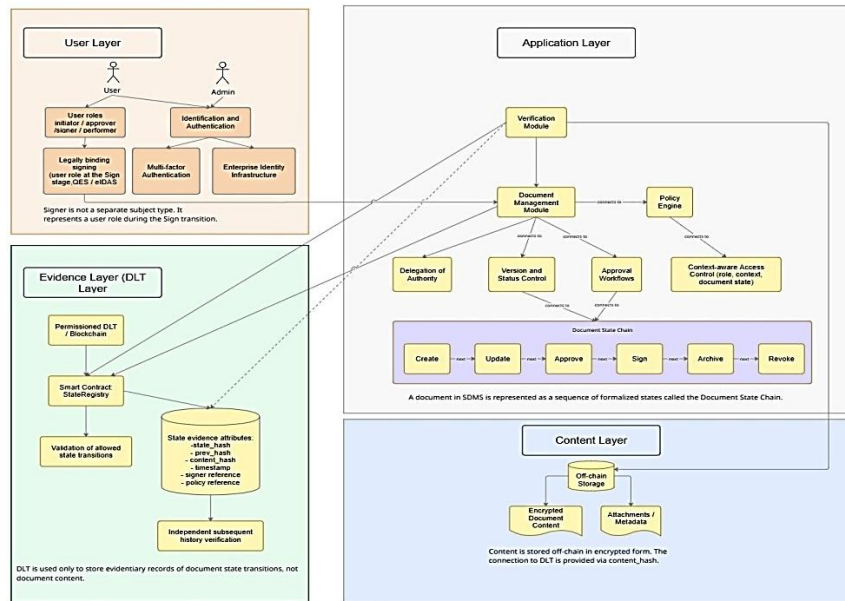 User Layer
User
Admin
User roles
initiator / approver
/signer / performer
Identification and
Authentication
Legally binding
signing
(user role at the Sign
stage,QES / eIDAS
Multi-factor
Authentication
Enterprise Identity
Infrastructure
Signer is not a separate subject type. It
represents a user role during the Sign transition.
Application Layer
Verification
Module
Document
Management
Module
connects to
Policy
Engine
connects to
connects to
connects to
Delegation of
Authority
Version and
Status Control
Approval
Workflows
Context-aware Access
Control (role, context,
document state)
connects to
connects to
Document State Chain
Create
next
Update
next
Approve
next
Sign
next
Archive
next
Revoke
A document in SDMS is represented as a sequence of formalized states called the Document State Chain.
Evidence Layer (DLT
Layer
Permissioned DLT
/ Blockchain
Smart Contract:
StateRegistry
Validation of allowed
state transitions
State evidence attributes:
-state_hash
- prev_hash
- content_hash
- timestamp
- signer reference
- policy reference
Independent subsequent
history verification
DLT is used only to store evidentiary records of document state transitions, not
document content.
Content Layer
Off-chain
Storage
Encrypted
Document
Content
Attachments /
Metadata
Content is stored off-chain in encrypted form. The
connection to DLT is provided via content_hash.